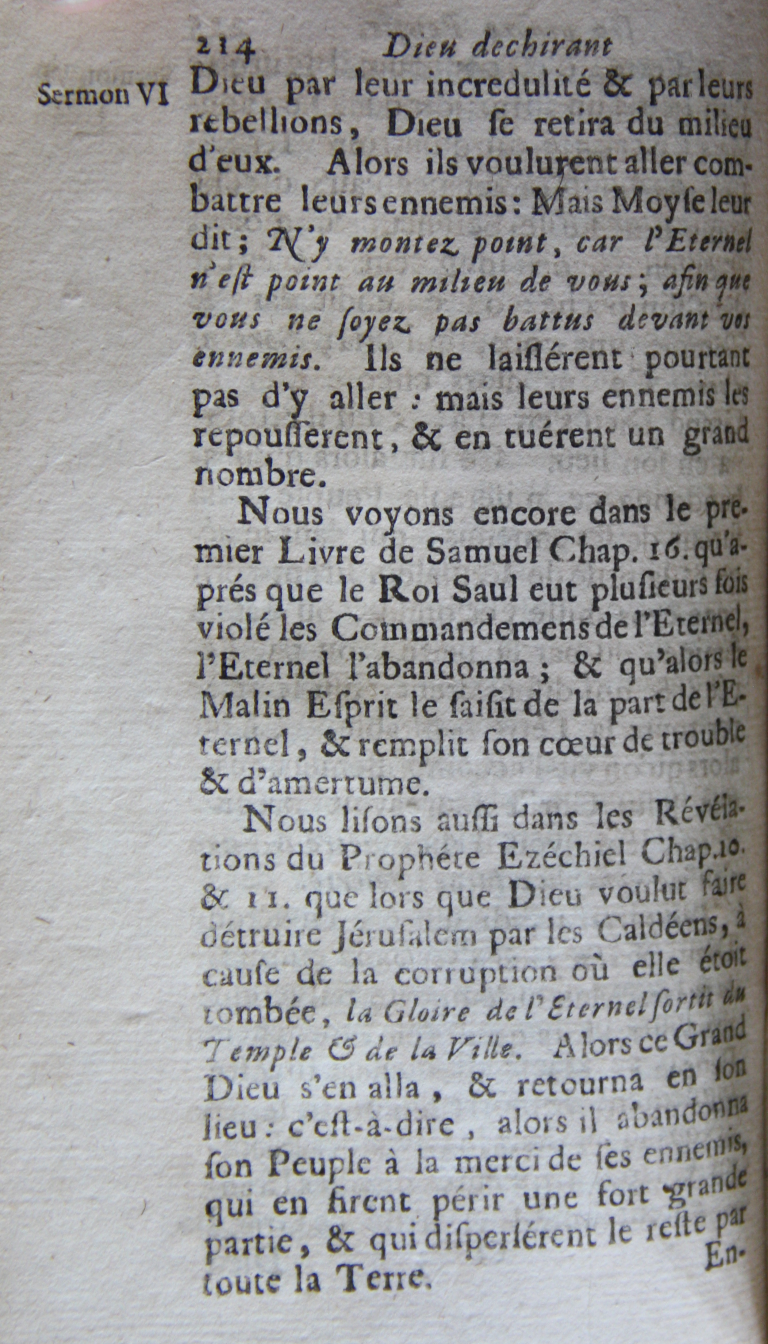 214 Dieu dechirant
Sermon VI
Dieu par leur incredulité & par leurs
rebellions, Dieu ſe retira du milieu
d'eux. Alors ils voulurent aller com-
battre leurs ennemis: Mais Moyſe leur
dit; N'y montez point, car l'Eternel
n'eſt point au milieu de vous; afin que
vous ne ſoyez pas battus devant vos
ennemis. Ils ne laiſſérent pourtant
pas d'y aller : mais leurs ennemis les
repouſſerent, & en tuérent un grand
nombre.
Nous voyons encore dans le pre-
mier Livre de Samuel Chap. 16. qu'a-
prés que le Roi Saul eut pluſieurs fois
violé les Commandemens de l'Eternel,
l'Eternel l'abandonna; & qu'alors le
Malin Eſprit le ſaiſit de la part de l'E-
ternel, & remplit ſon cœur de trouble
& d'amertume.
Nous liſons auſſi dans les Révéla-
tions du Prophéte Ezéchiel Chap. 10.
& 11. que lors que Dieu voulut faire
détruire Jéruſalem par les Caldéens, à
cauſe de la corruption où elle étoit
tombée, la Gloire de l'Eternel ſortit du
Temple & de la Ville. Alors ce Grand
Dieu s'en alla, & retourna en ſon
lieu: c'eſt-à-dire, alors il abandonna
ſon Peuple à la merci de ſes ennemis,
qui en firent périr une fort grande
partie, & qui diſperſérent le reſte par
toute la Terre.
En-